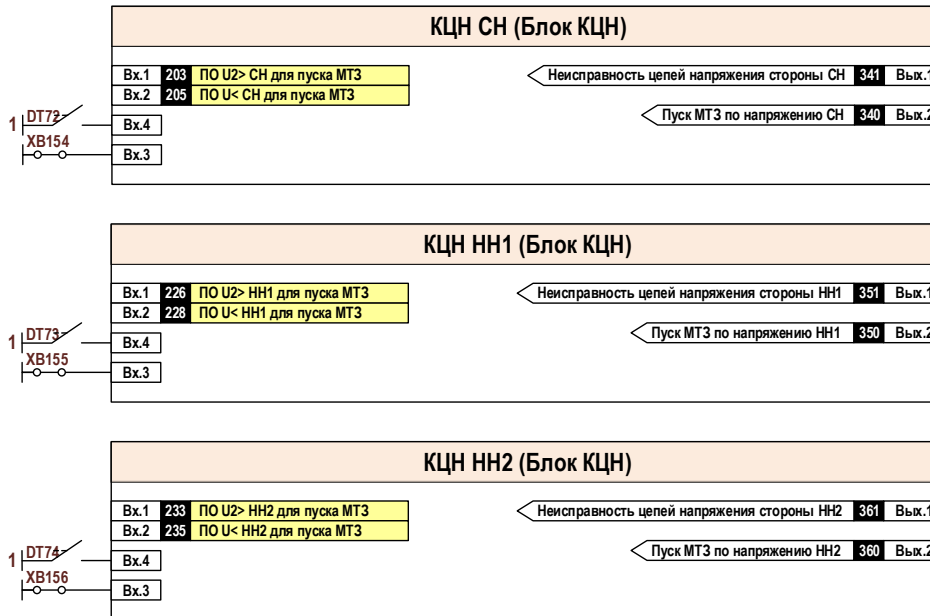 КЦН СН (Блок КЦН)
Вх.1 203 ПО U2> СН для пуска МТЗ
Неисправность цепей напряжения стороны СН 341 Вых.1
Вх.2 205 ПО U< СН для пуска МТЗ
Пуск МТЗ по напряжению СН 340 Вых.2
1 DT72 Вх.4
XB154 Вх.3
КЦН НН1 (Блок КЦН)
Вх.1 226 ПО U2> НН1 для пуска МТЗ
Неисправность цепей напряжения стороны НН1 351 Вых.1
Вх.2 228 ПО U< НН1 для пуска МТЗ
Пуск МТЗ по напряжению НН1 350 Вых.2
1 DT73 Вх.4
XB155 Вх.3
КЦН НН2 (Блок КЦН)
Вх.1 233 ПО U2> НН2 для пуска МТЗ
Неисправность цепей напряжения стороны НН2 361 Вых.1
Вх.2 235 ПО U< НН2 для пуска МТЗ
Пуск МТЗ по напряжению НН2 360 Вых.2
1 DT74 Вх.4
XB156 Вх.3